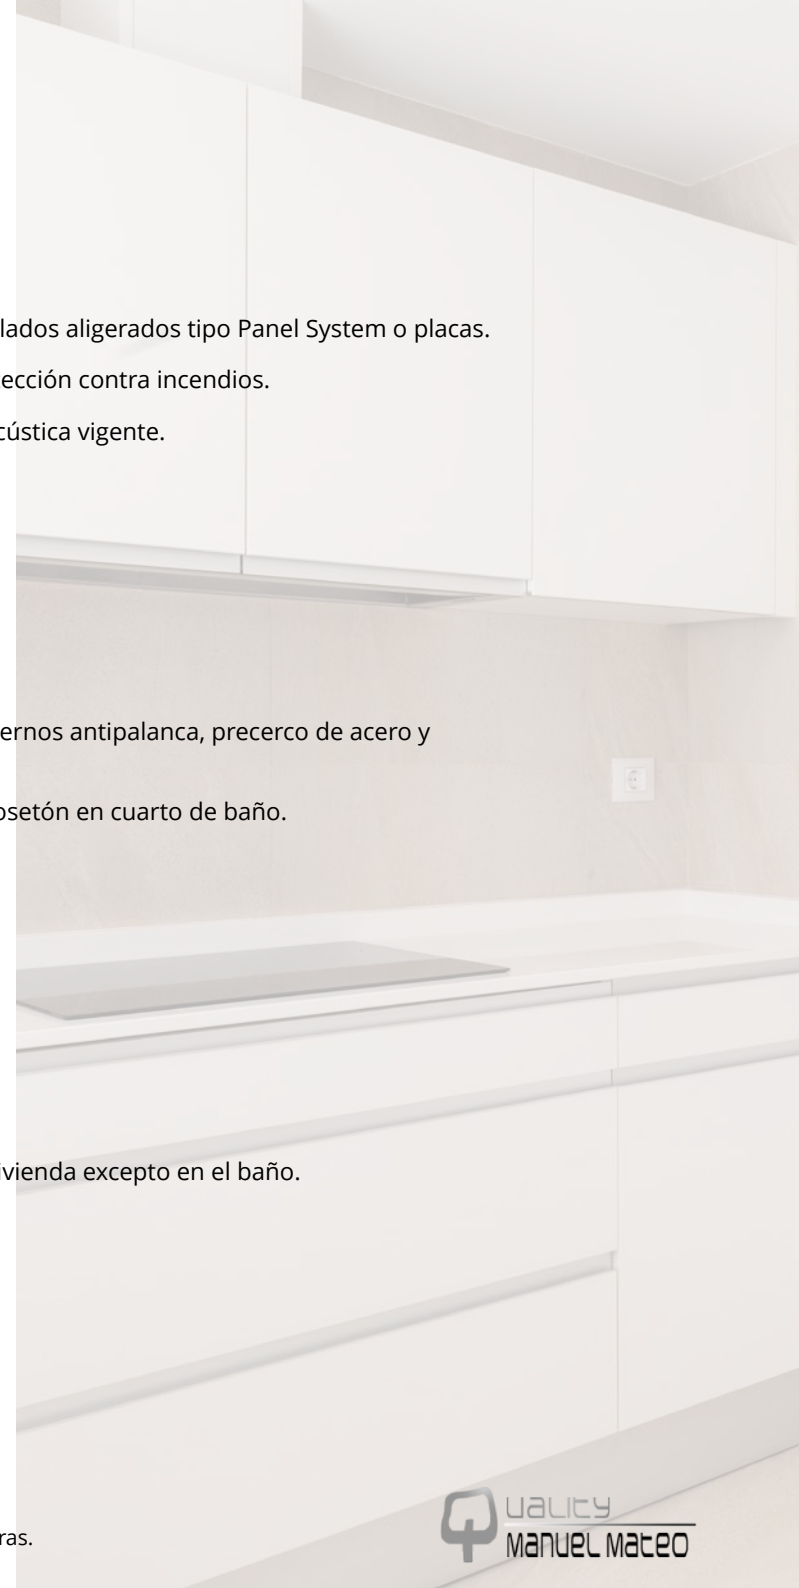 lados aligerados tipo Panel System o placas.
ección contra incendios.
cústica vigente.
ernos antipalanca, precerco de acero y
osetón en cuarto de baño.
ivienda excepto en el baño.
ras.
uality
Manuel Mateo